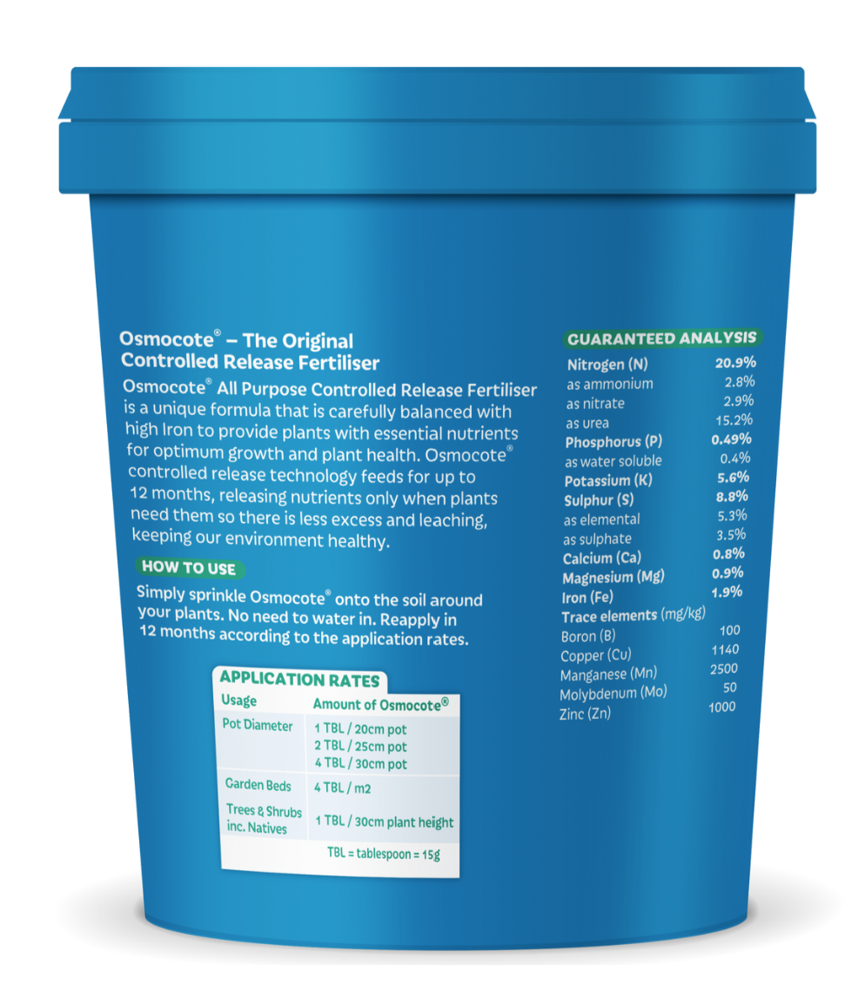 Osmocote® – The Original
Controlled Release Fertiliser
Osmocote® All Purpose Controlled Release Fertiliser
is a unique formula that is carefully balanced with
high Iron to provide plants with essential nutrients
for optimum growth and plant health. Osmocote®
controlled release technology feeds for up to
12 months, releasing nutrients only when plants
need them so there is less excess and leaching,
keeping our environment healthy.
HOW TO USE
Simply sprinkle Osmocote® onto the soil around
your plants. No need to water in. Reapply in
12 months according to the application rates.
APPLICATION RATES
Usage Amount of Osmocote®
Pot Diameter 1 TBL / 20cm pot
2 TBL / 25cm pot
4 TBL / 30cm pot
Garden Beds 4 TBL / m2
Trees & Shrubs
inc. Natives 1 TBL / 30cm plant height
TBL = tablespoon = 15g
GUARANTEED ANALYSIS
Nitrogen (N) 20.9%
as ammonium 2.8%
as nitrate 2.9%
as urea 15.2%
Phosphorus (P) 0.49%
as water soluble 0.4%
Potassium (K) 5.6%
Sulphur (S) 8.8%
as elemental 5.3%
as sulphate 3.5%
Calcium (Ca) 0.8%
Magnesium (Mg) 0.9%
Iron (Fe) 1.9%
Trace elements (mg/kg)
Boron (B) 100
Copper (Cu) 1140
Manganese (Mn) 2500
Molybdenum (Mo) 50
Zinc (Zn) 1000